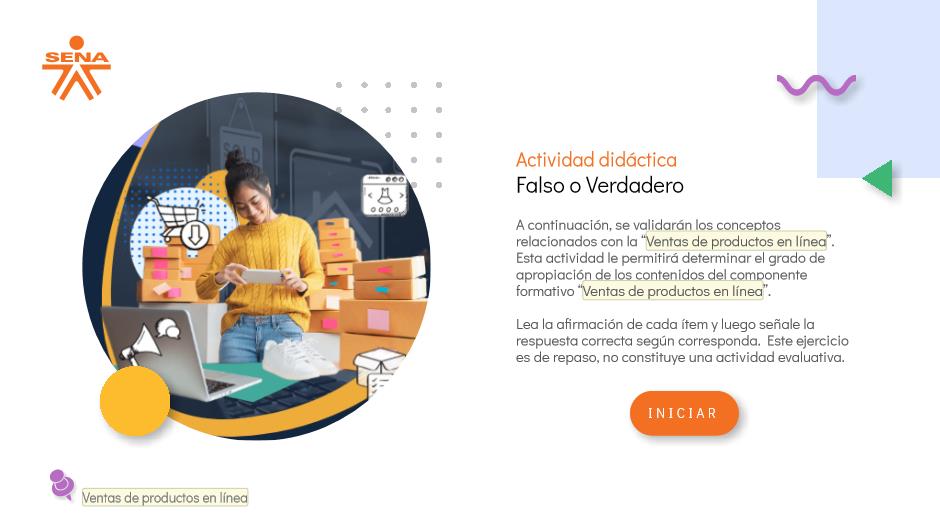 SENA
SOLD
Actividad didáctica
Falso o Verdadero
A continuación, se validarán los conceptos
relacionados con la “Ventas de productos en línea”.
Esta actividad le permitirá determinar el grado de
apropiación de los contenidos del componente
formativo “Ventas de productos en línea”.
Lea la afirmación de cada ítem y luego señale la
respuesta correcta según corresponda.  Este ejercicio
es de repaso, no constituye una actividad evaluativa.
INICIAR
Ventas de productos en línea